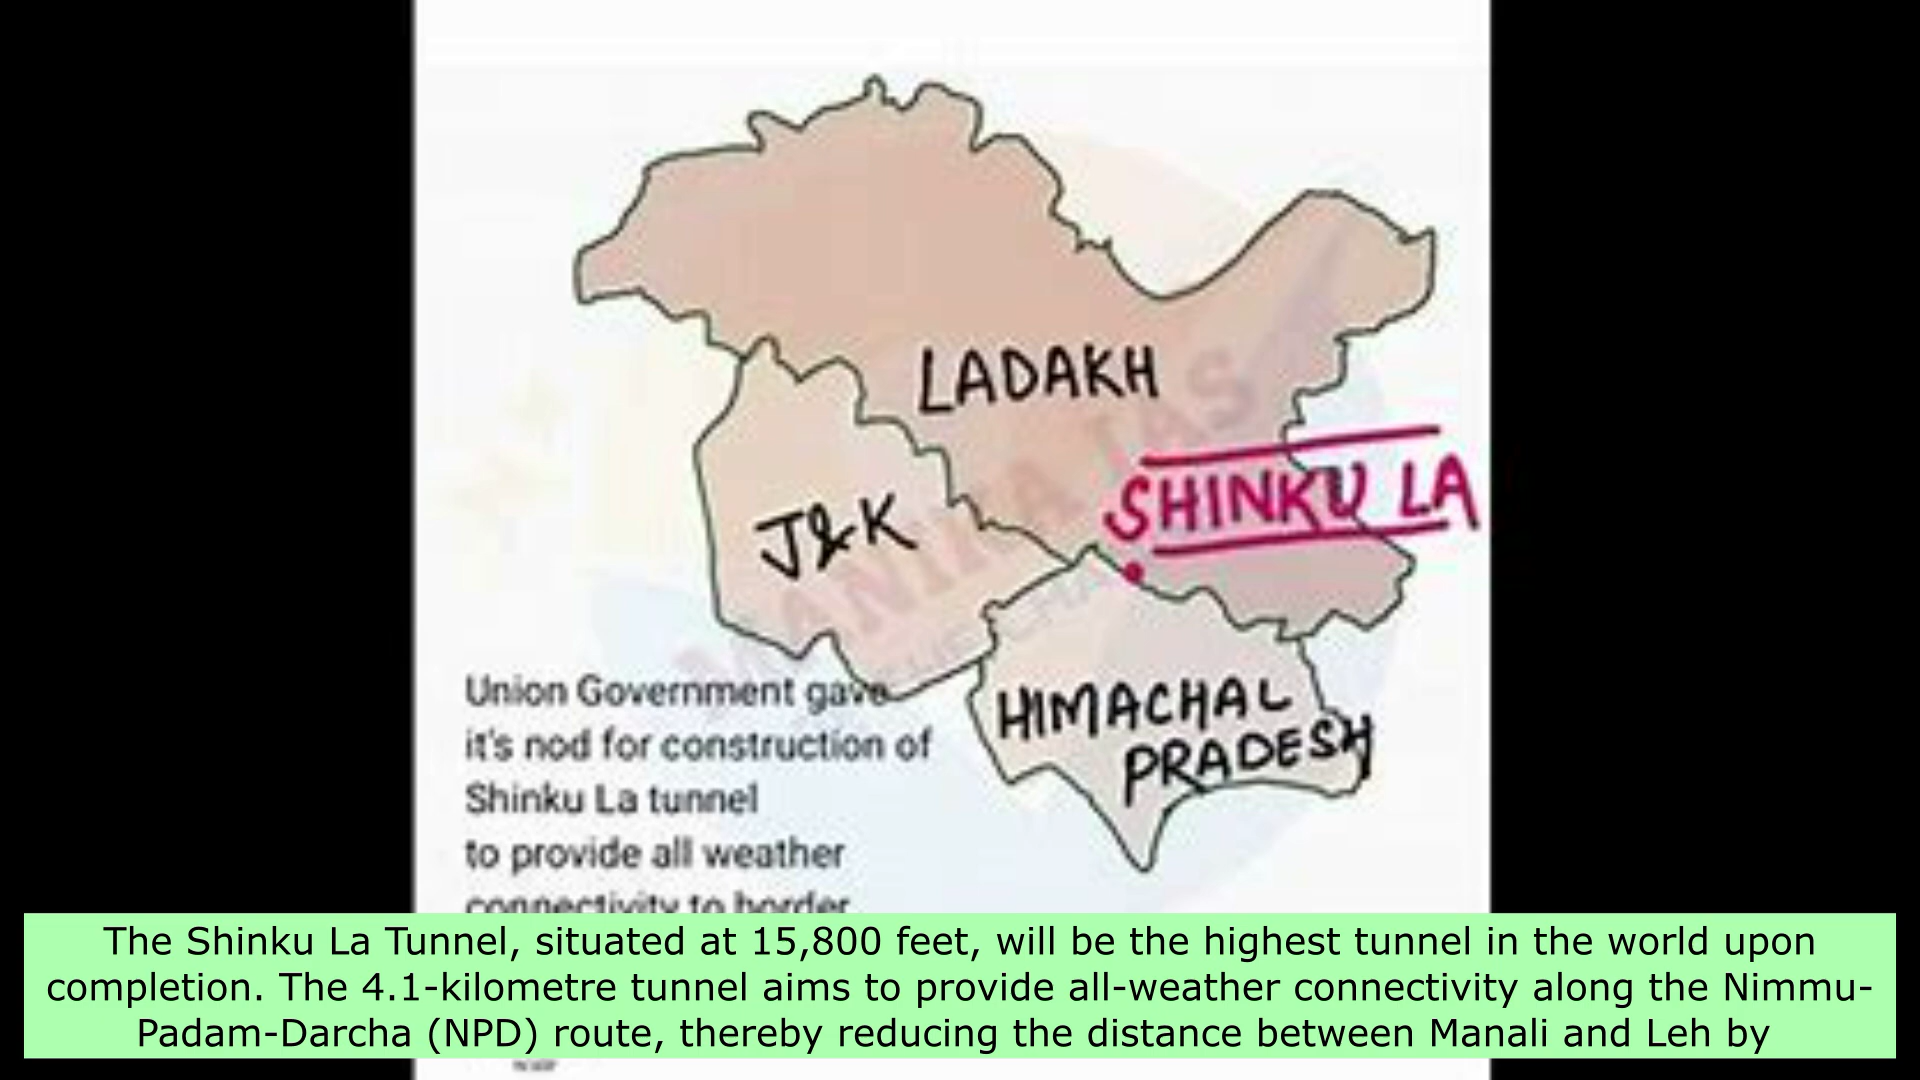 LADAKH
SHINKU LA
J&K
HIMACHAL
PRADESH
Union Government gave
it's nod for construction of
Shinku La tunnel
to provide all weather
connectivity to border
The Shinku La Tunnel, situated at 15,800 feet, will be the highest tunnel in the world upon
completion. The 4.1-kilometre tunnel aims to provide all-weather connectivity along the Nimmu-
Padam-Darcha (NPD) route, thereby reducing the distance between Manali and Leh by